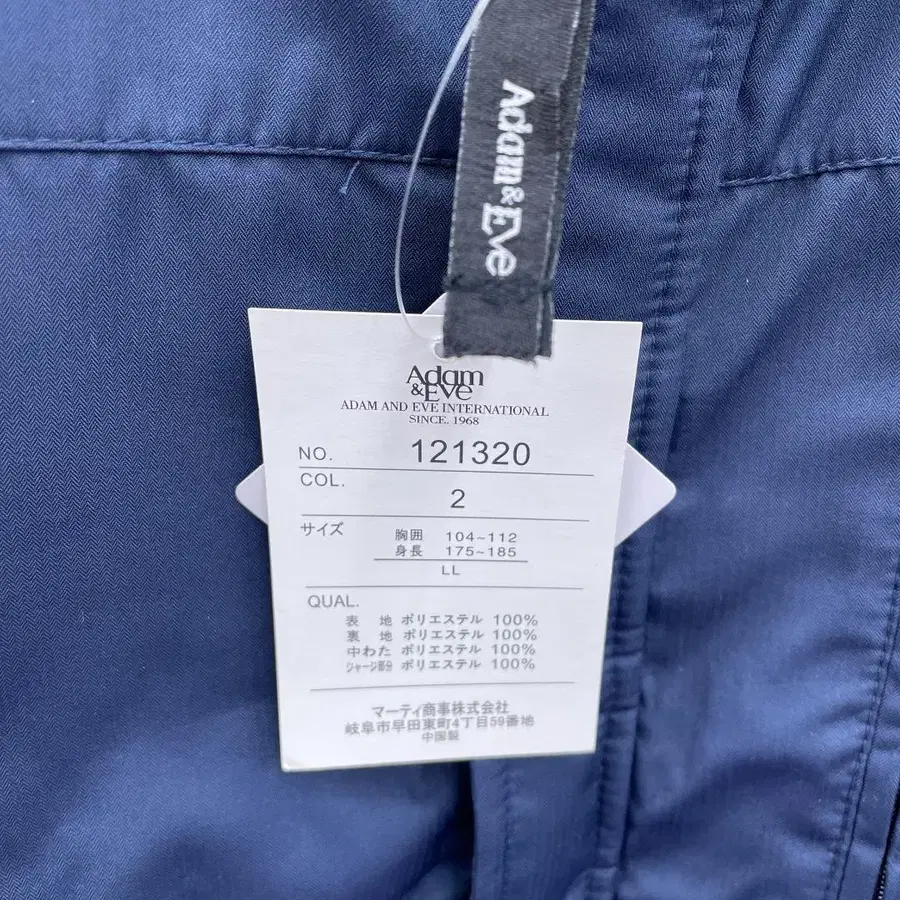 Adam & Eve
Adam
& Eve
ADAM AND EVE INTERNATIONAL
SINCE. 1968
NO. 121320
COL. 2
サイズ 胸囲 104~112
身長 175~185
LL
QUAL.
表 地 ポリエステル 100%
裏 地 ポリエステル 100%
中わた ポリエステル 100%
ジャージ部分 ポリエステル 100%
マーティ商事株式会社
岐阜市早田東町4丁目59番地
中国製